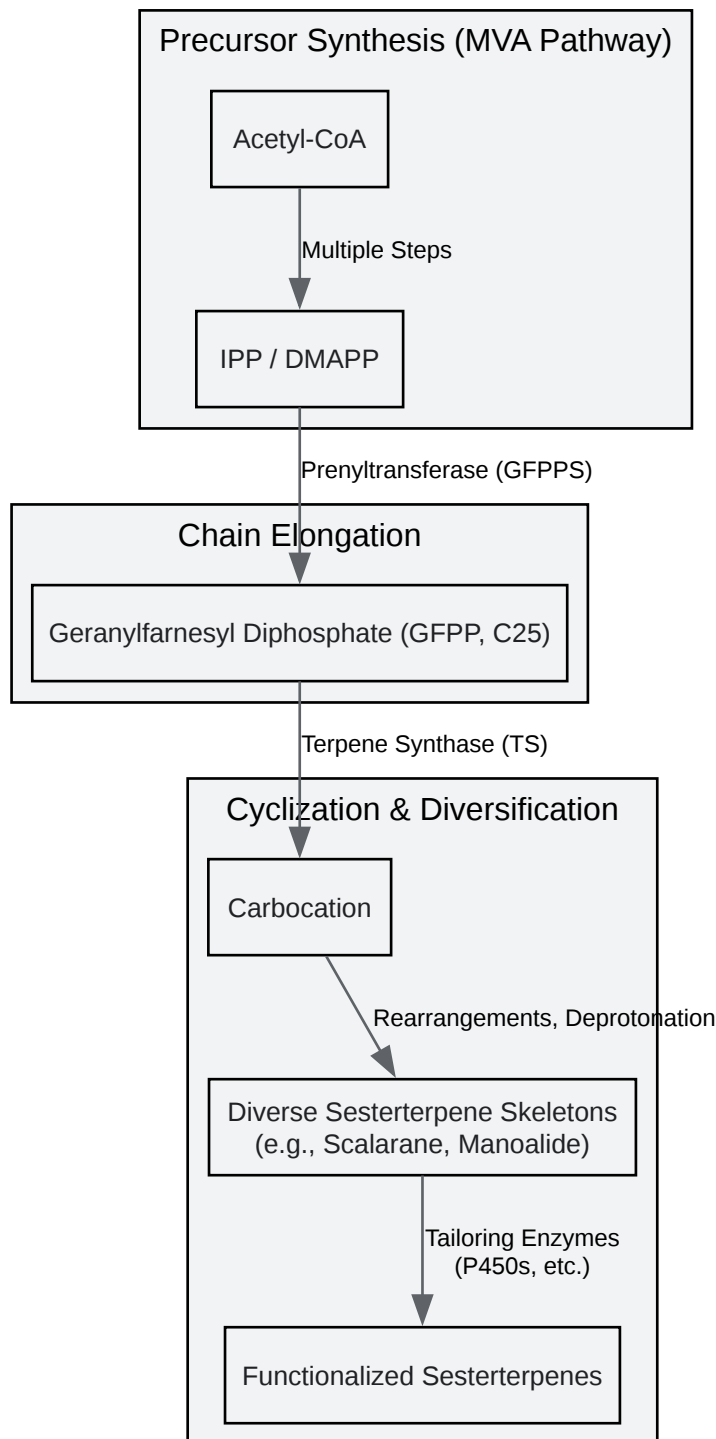 Precursor Synthesis (MVA Pathway)
Acetyl-CoA
Multiple Steps
IPP / DMAPP
Prenyltransferase (GFPPS)
Chain Elongation
Geranylfarnesyl Diphosphate (GFPP, C25)
Terpene Synthase (TS)
Cyclization & Diversification
Carbocation
Rearrangements, Deprotonation
Diverse Sesterterpene Skeletons
(e.g., Scalarane, Manoalide)
Tailoring Enzymes
(P450s, etc.)
Functionalized Sesterterpenes